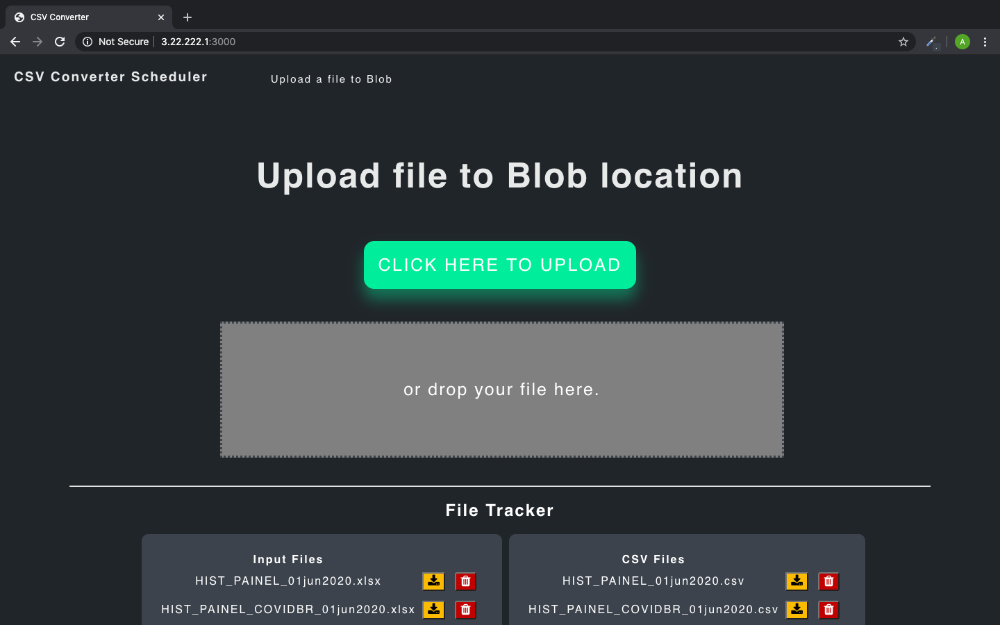 CSV Converter
Not Secure
3.22.222.1:3000
A
CSV Converter Scheduler
Upload a file to Blob
Upload file to Blob location
CLICK HERE TO UPLOAD
or drop your file here.
File Tracker
Input Files
HIST_PAINEL_01jun2020.xlsx
HIST_PAINEL_COVIDBR_01jun2020.xlsx
CSV Files
HIST_PAINEL_01jun2020.csv
HIST_PAINEL_COVIDBR_01jun2020.csv